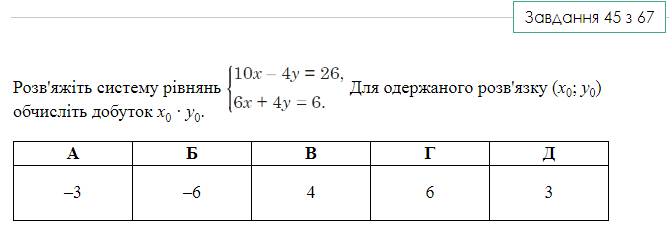 Завдання 45 з 67
Розв'яжіть систему рівнянь {10x – 4y = 26, 6x + 4y = 6. Для одержаного розв'язку (x₀; y₀)
обчисліть добуток x₀ · y₀.
А Б В Г Д
–3 –6 4 6 3